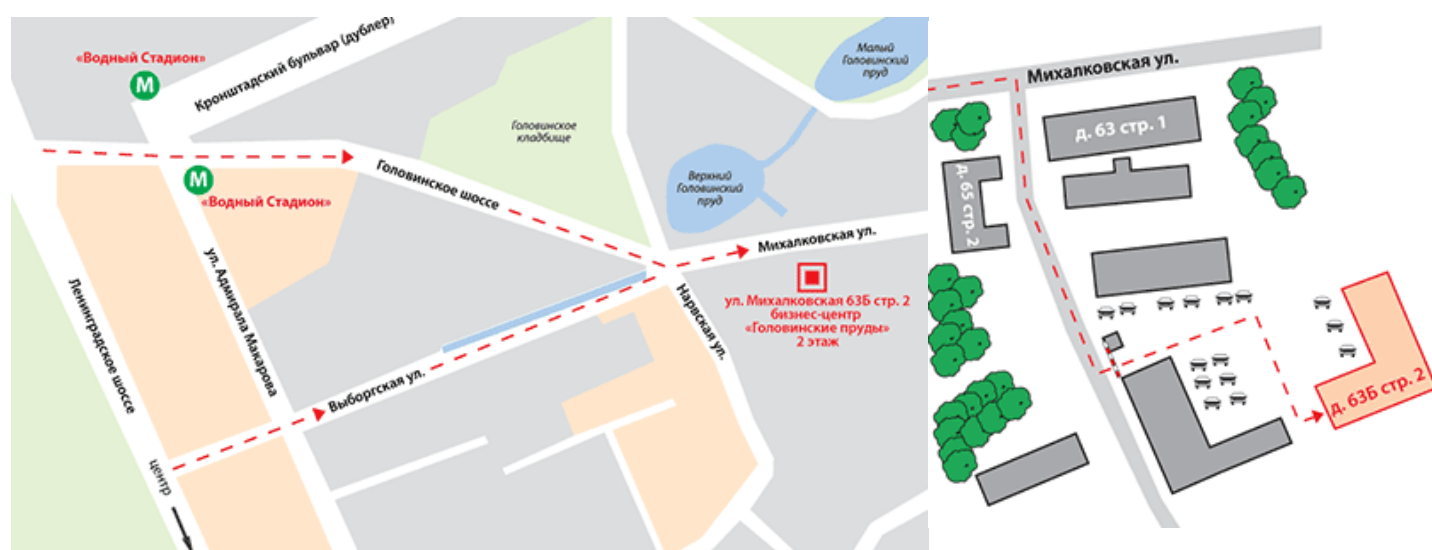 «Водный Стадион»
М
Кронштадский бульвар (дублер)
Малый
Головинский
пруд
Головинское
кладбище
Верхний
Головинский
пруд
Головинское шоссе
М
«Водный Стадион»
Михалковская ул.
ул. Михалковская 63Б стр. 2
бизнес-центр
«Головинские пруды»
2 этаж
Ленинградское шоссе
ул. Адмирала Макарова
Нарвская ул.
Выборгская ул.
центр
Михалковская ул.
д. 63 стр. 1
д. 65 стр. 2
д. 63Б стр. 2